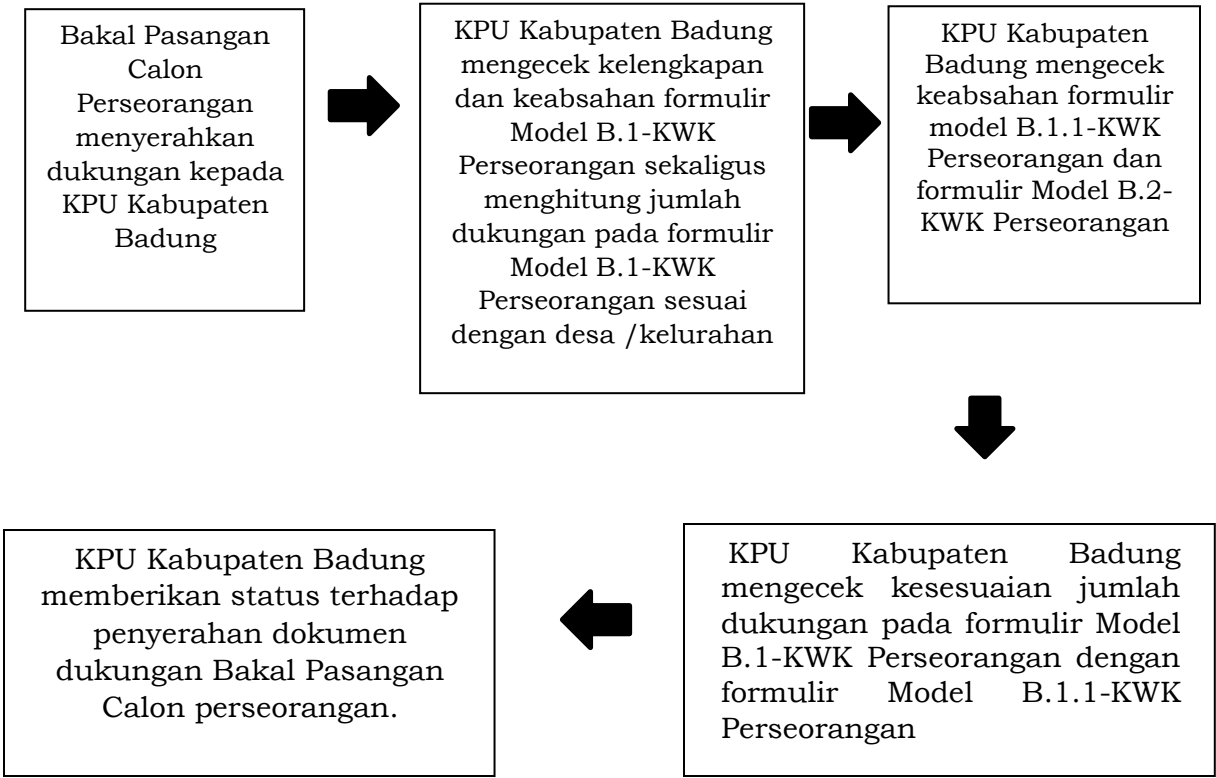 Bakal Pasangan
Calon
Perseorangan
menyerahkan
dukungan kepada
KPU Kabupaten
Badung
KPU Kabupaten Badung
mengecek kelengkapan
dan keabsahan formulir
Model B.1-KWK
Perseorangan sekaligus
menghitung jumlah
dukungan pada formulir
Model B.1-KWK
Perseorangan sesuai
dengan desa /kelurahan
KPU Kabupaten
Badung mengecek
keabsahan formulir
model B.1.1-KWK
Perseorangan dan
formulir Model B.2-
KWK Perseorangan
KPU Kabupaten Badung
mengecek kesesuaian jumlah
dukungan pada formulir Model
B.1-KWK Perseorangan dengan
formulir Model B.1.1-KWK
Perseorangan
KPU Kabupaten Badung
memberikan status terhadap
penyerahan dokumen
dukungan Bakal Pasangan
Calon perseorangan.